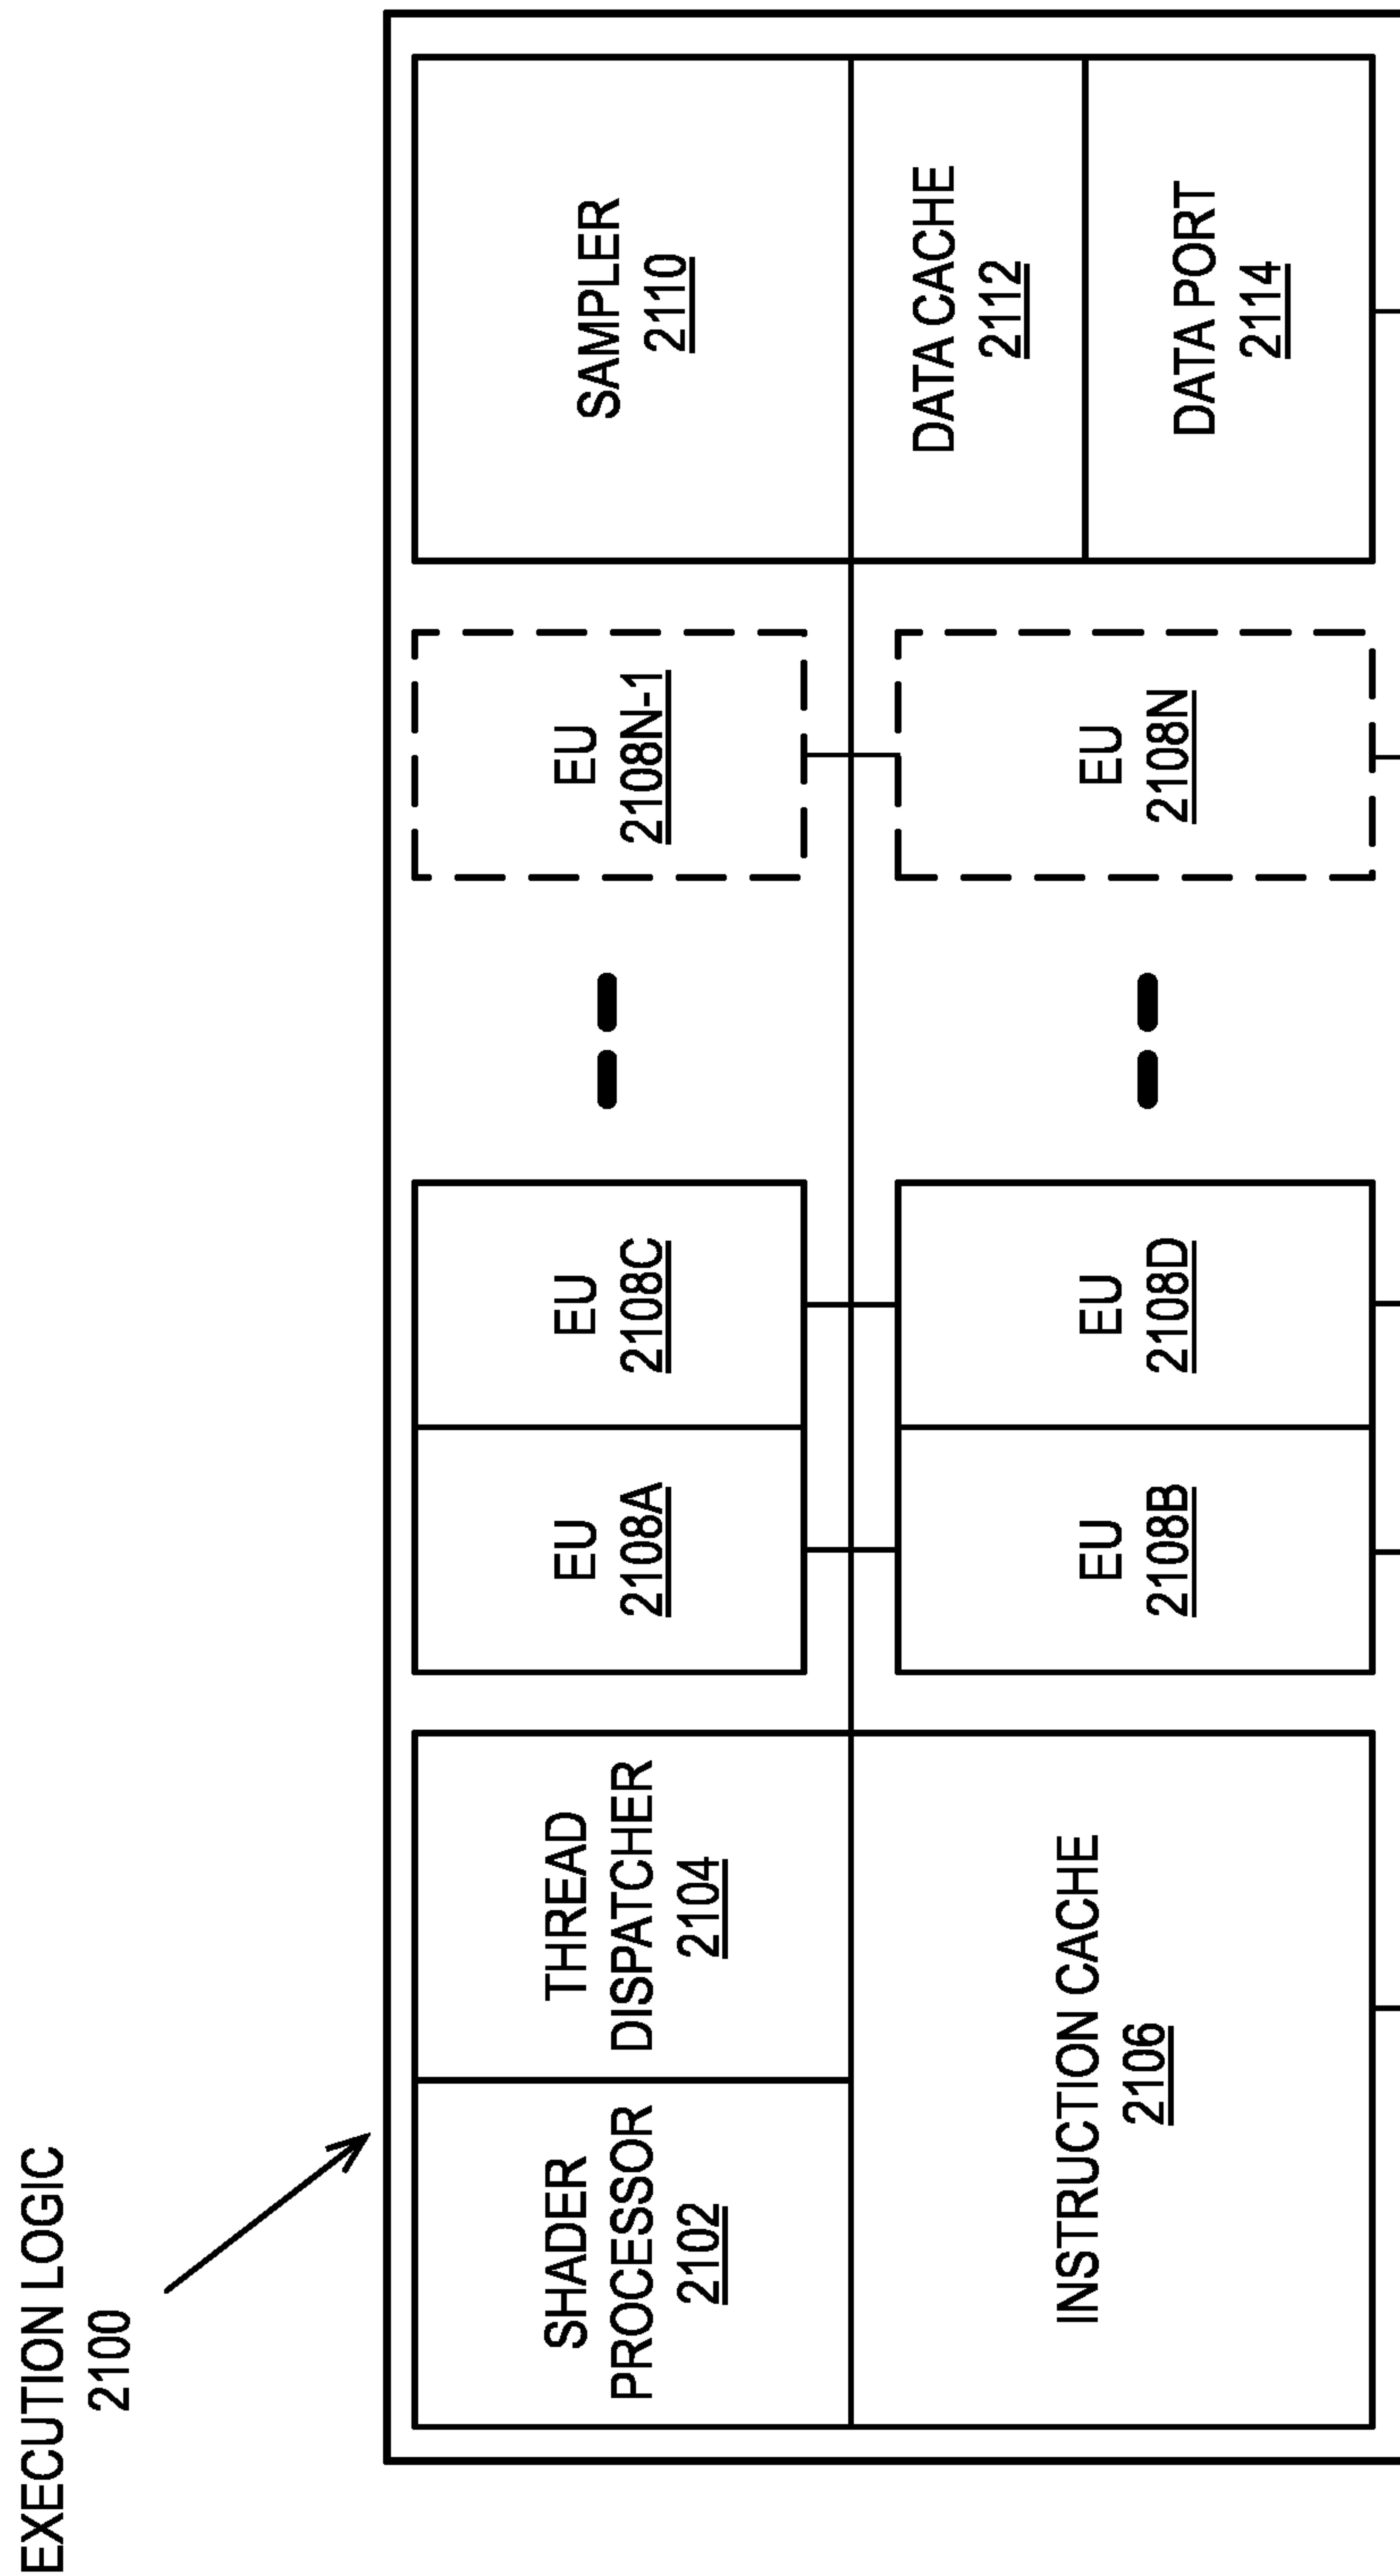 EXECUTION LOGIC
2100
SHADER
PROCESSOR
2102
THREAD
DISPATCHER
2104
INSTRUCTION CACHE
2106
EU
2108A
EU
2108C
EU
2108B
EU
2108D
EU
2108N-1
EU
2108N
SAMPLER
2110
DATA CACHE
2112
DATA PORT
2114